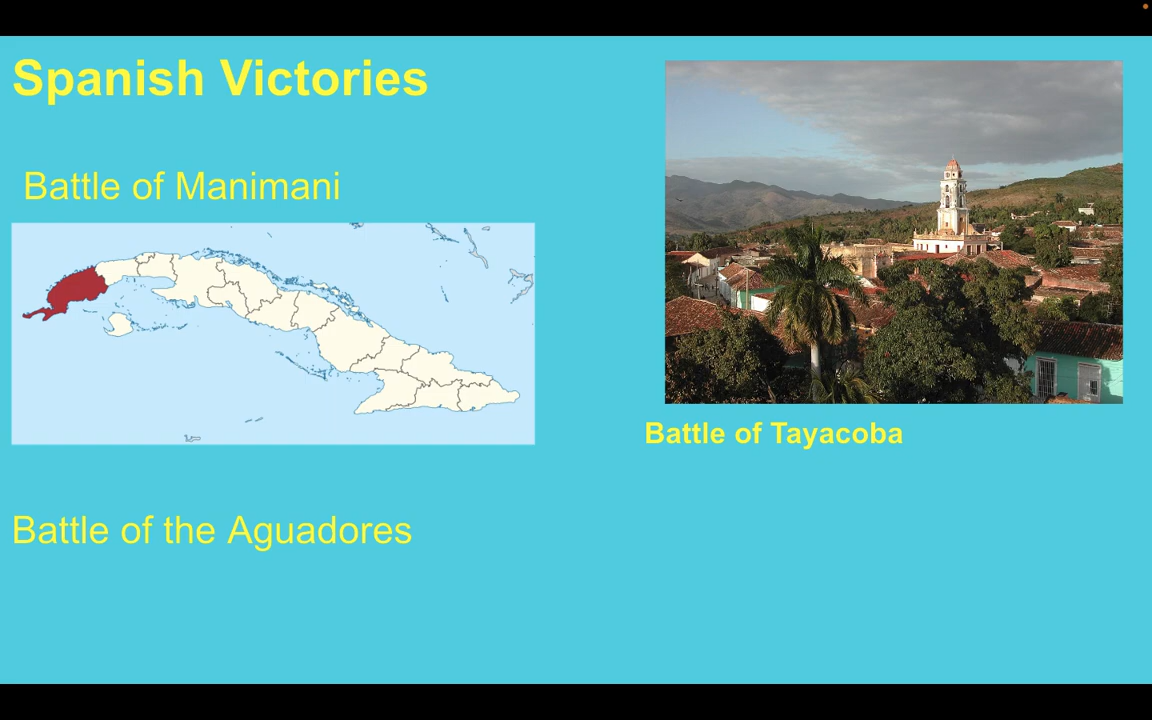 Spanish Victories
Battle of Manimani
Battle of Tayacoba
Battle of the Aguadores